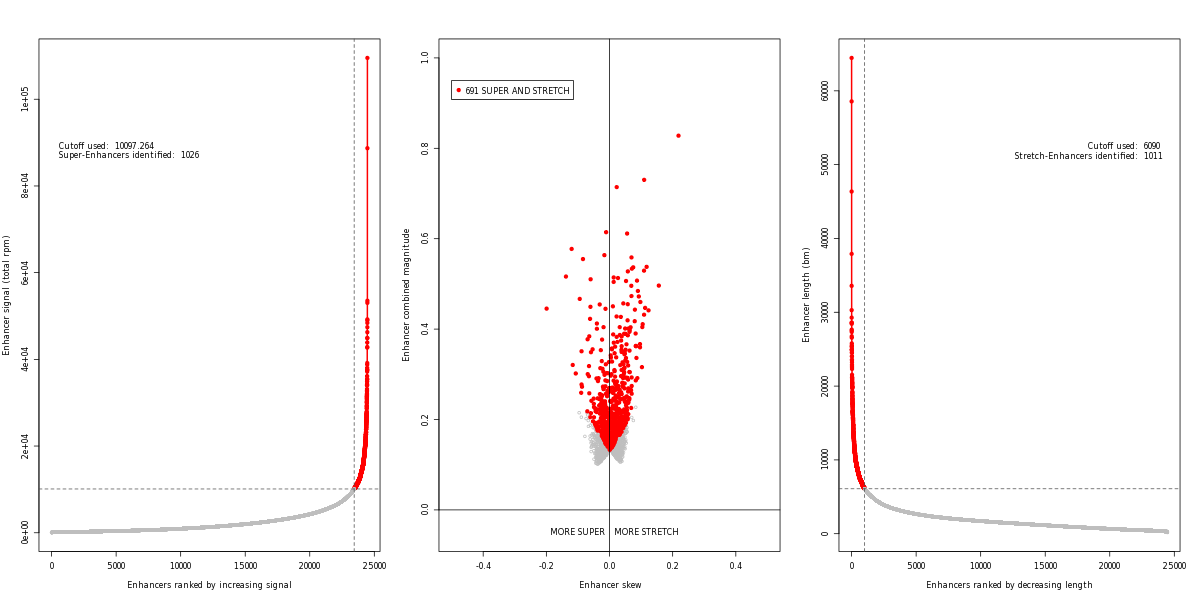 Cutoff used: 10097.264
Super-Enhancers identified: 1026
Enhancer signal (total rpm)
0e+00
2e+04
4e+04
6e+04
8e+04
1e+05
0
5000
10000
15000
20000
25000
Enhancers ranked by increasing signal
691 SUPER AND STRETCH
Enhancer combined magnitude
0.0
0.2
0.4
0.6
0.8
1.0
MORE SUPER
MORE STRETCH
-0.4
-0.2
0.0
0.2
0.4
Enhancer skew
Cutoff used: 6090
Stretch-Enhancers identified: 1011
Enhancer length (bm)
0
10000
20000
30000
40000
50000
60000
0
5000
10000
15000
20000
25000
Enhancers ranked by decreasing length